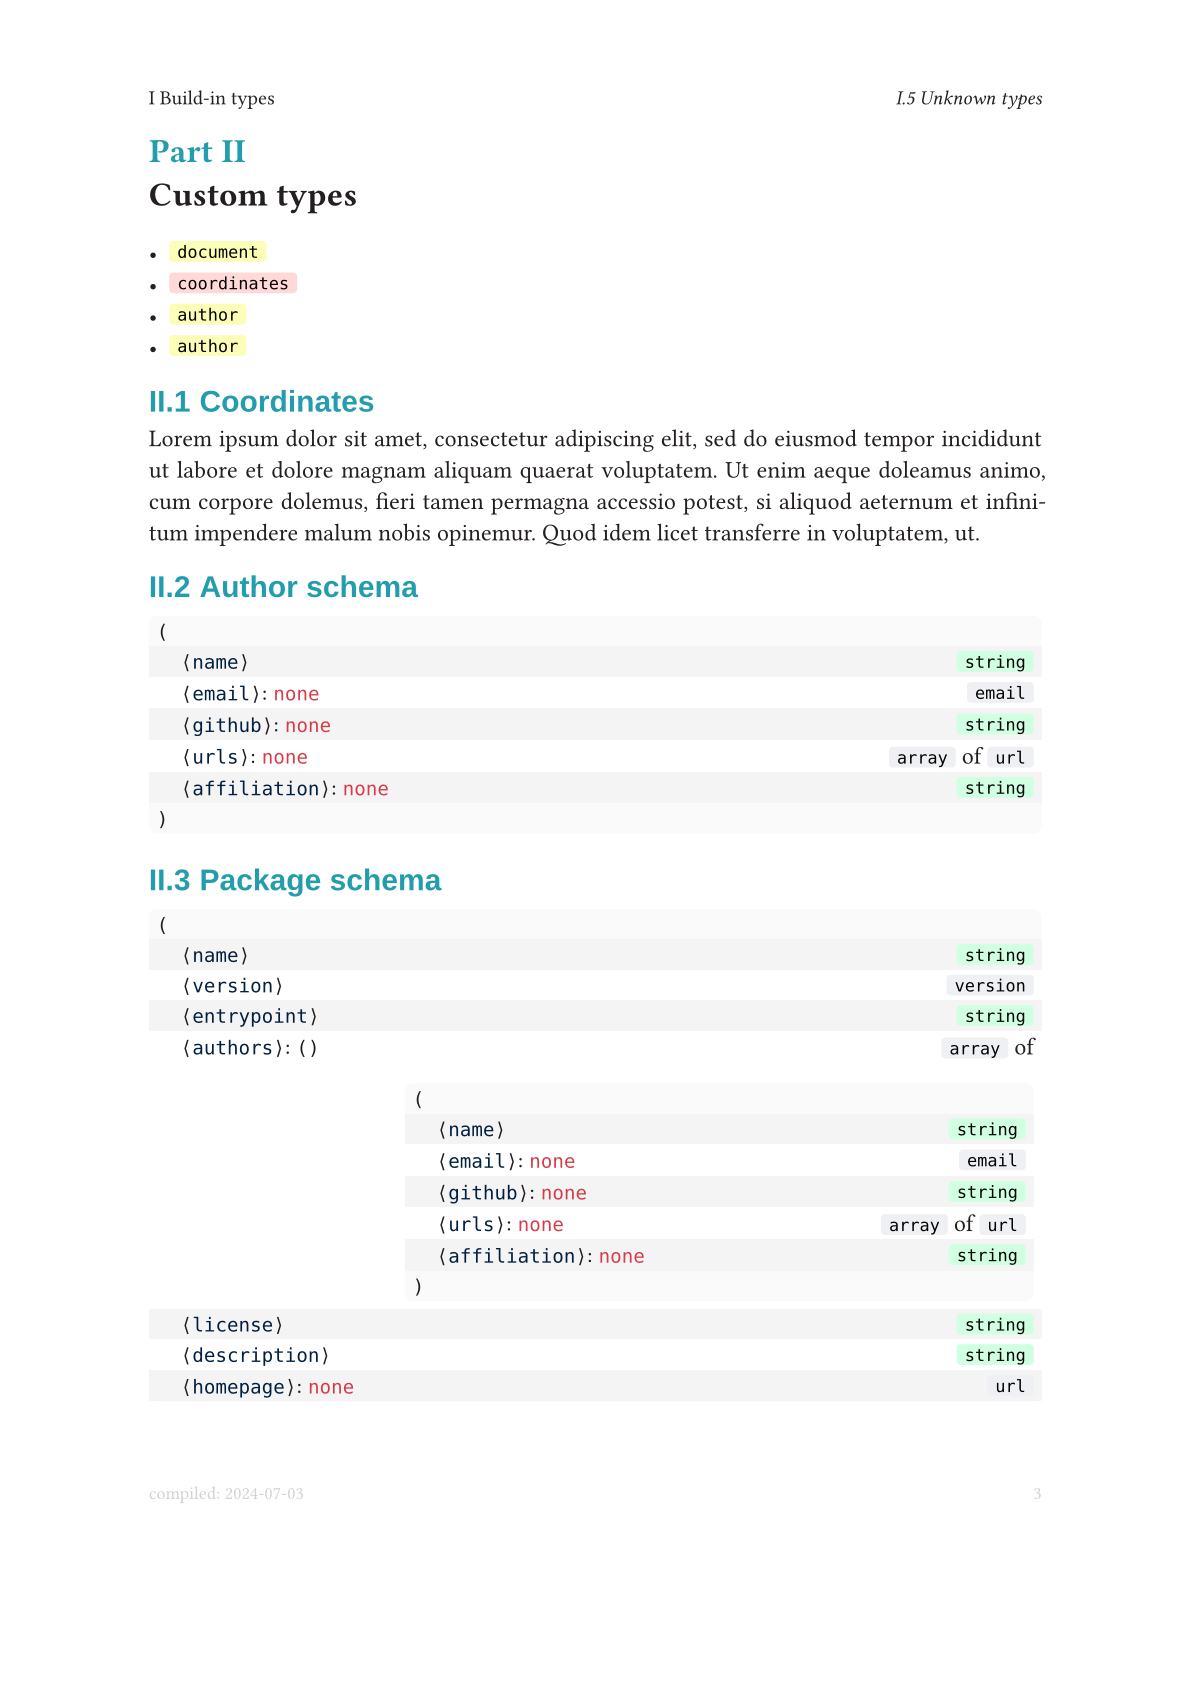 I Build-in types I.5 Unknown types
Part II
Custom types
• document
• coordinates
• author
• author
II.1 Coordinates
Lorem ipsum dolor sit amet, consectetur adipiscing elit, sed do eiusmod tempor incididunt
ut labore et dolore magnam aliquam quaerat voluptatem. Ut enim aeque doleamus animo,
cum corpore dolemus, fieri tamen permagna accessio potest, si aliquod aeternum et infini-
tum impendere malum nobis opinemur. Quod idem licet transferre in voluptatem, ut.
II.2 Author schema
(
⟨name⟩ string
⟨email⟩: none email
⟨github⟩: none string
⟨urls⟩: none array of url
⟨affiliation⟩: none string
)
II.3 Package schema
(
⟨name⟩ string
⟨version⟩ version
⟨entrypoint⟩ string
⟨authors⟩: () array of
(
⟨name⟩ string
⟨email⟩: none email
⟨github⟩: none string
⟨urls⟩: none array of url
⟨affiliation⟩: none string
)
⟨license⟩ string
⟨description⟩ string
⟨homepage⟩: none url
compiled: 2024-07-03 3